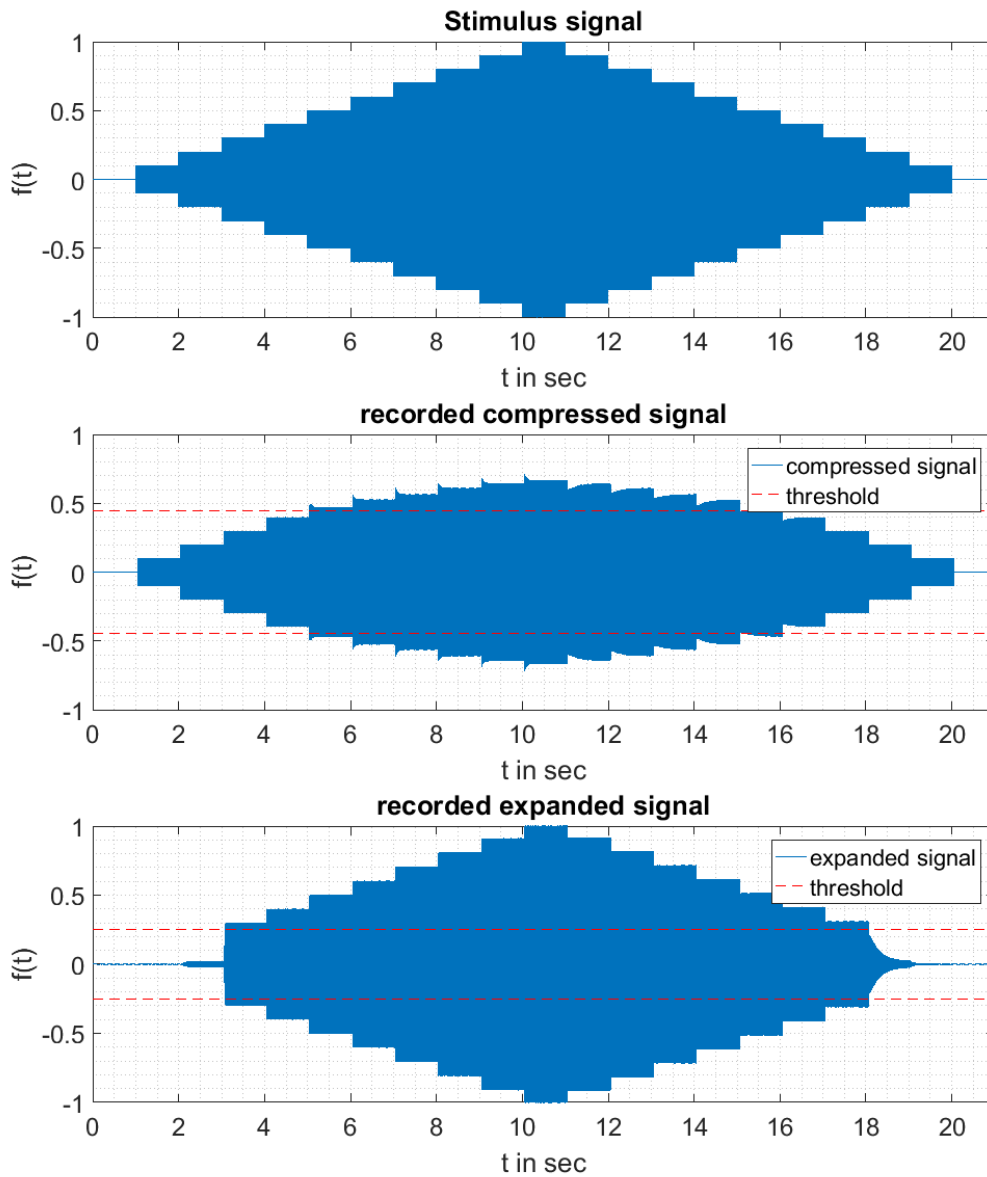 Stimulus signal
1
0.5
0
-0.5
-1
f(t)
0 2 4 6 8 10 12 14 16 18 20
t in sec
recorded compressed signal
1
0.5
0
-0.5
-1
f(t)
compressed signal
threshold
0 2 4 6 8 10 12 14 16 18 20
t in sec
recorded expanded signal
1
0.5
0
-0.5
-1
f(t)
expanded signal
threshold
0 2 4 6 8 10 12 14 16 18 20
t in sec